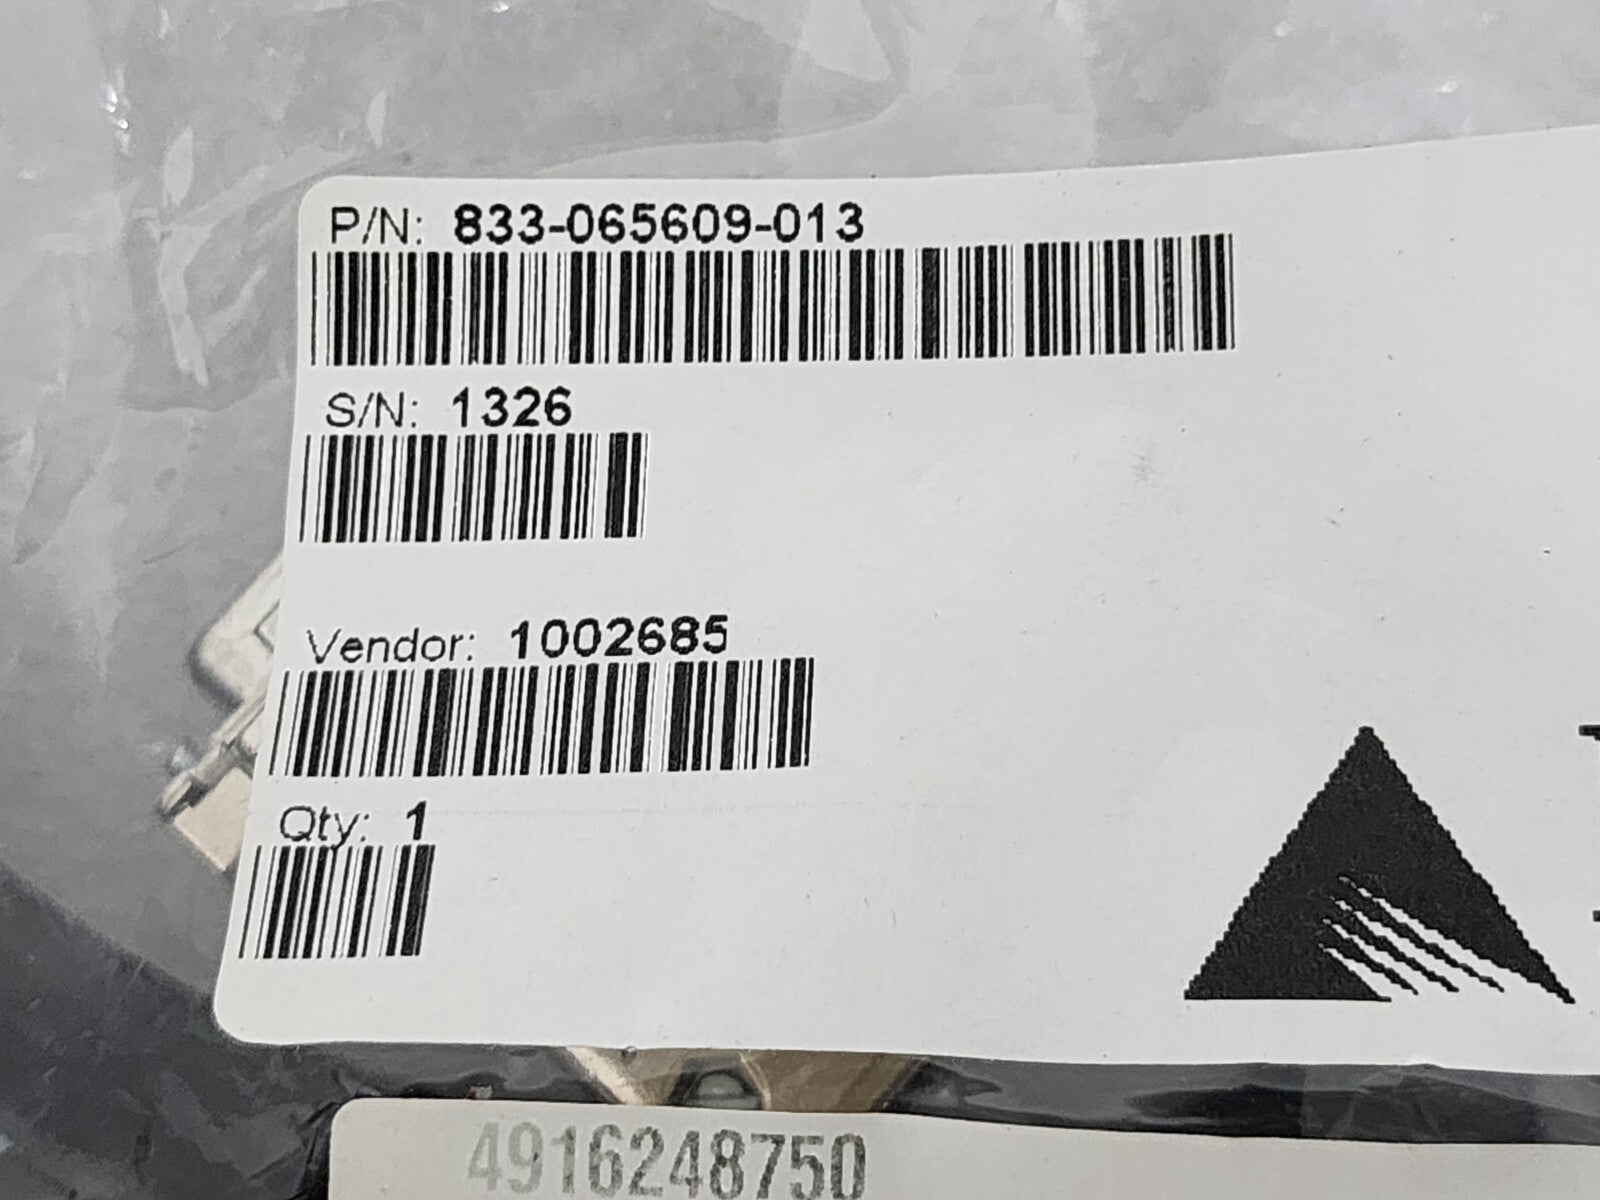 P/N: 833-065609-013
S/N: 1326
Vendor: 1002685
Qty: 1
4916248750